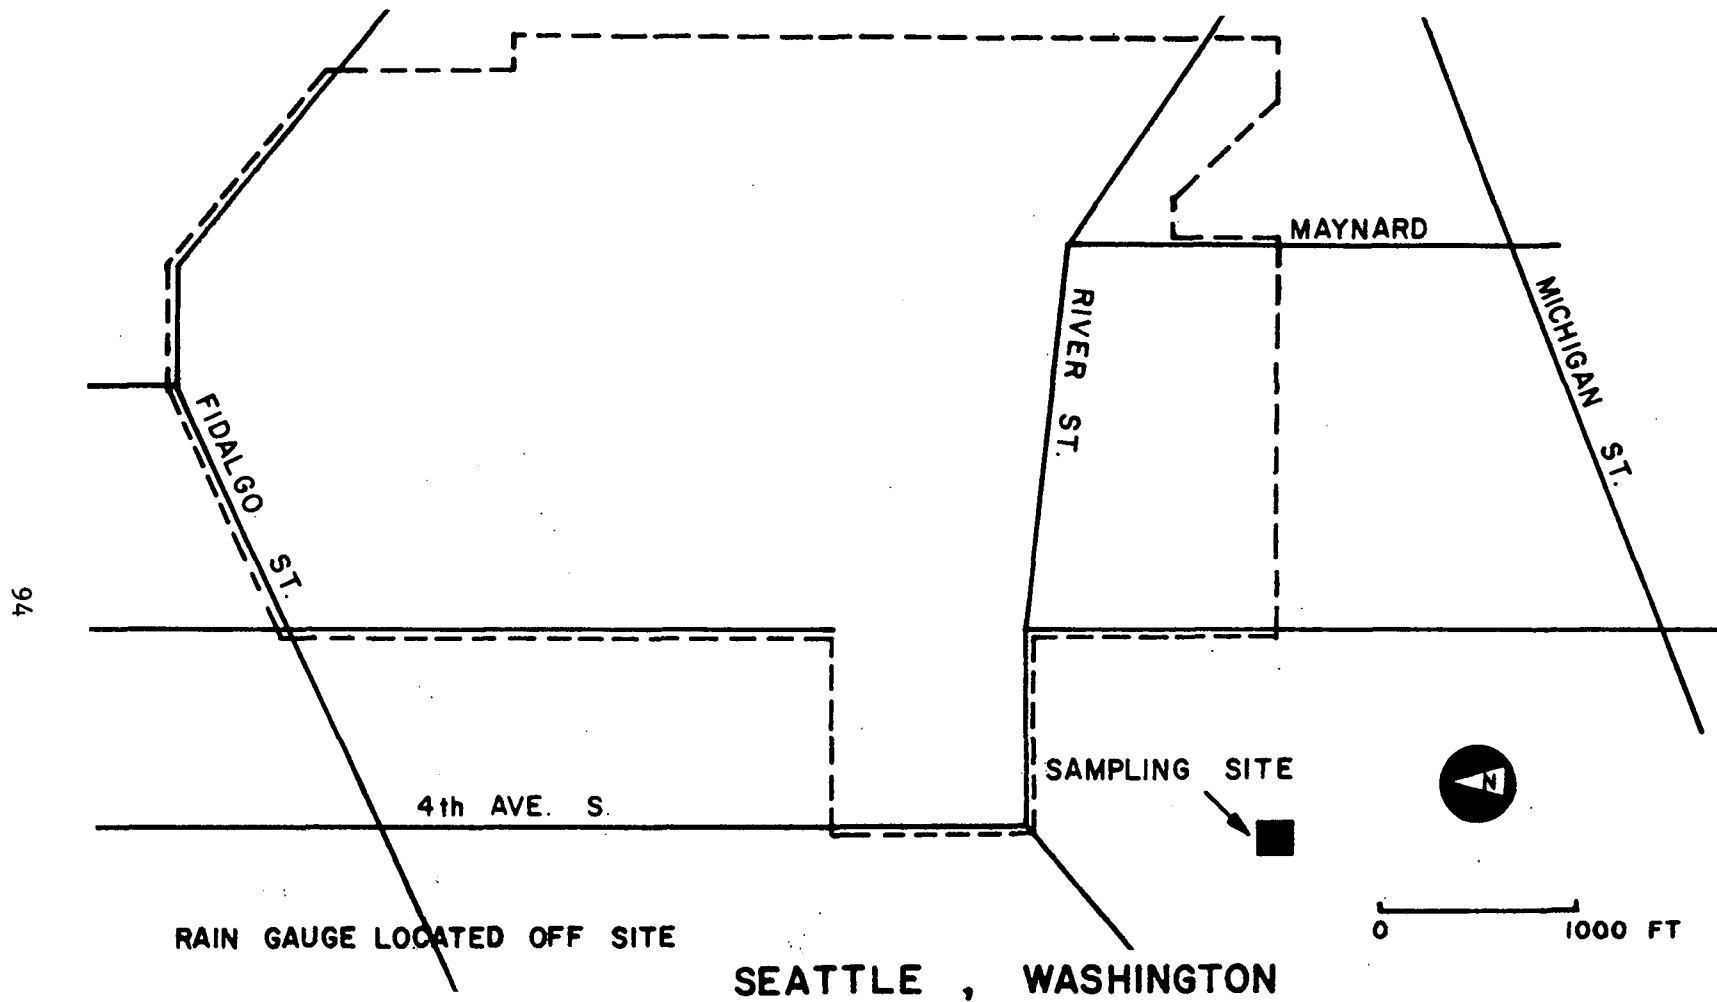 MAYNARD
RIVER ST.
MICHIGAN ST.
FIDALGO ST.
94
SAMPLING SITE
N
4th AVE. S.
RAIN GAUGE LOCATED OFF SITE
0 1000 FT
SEATTLE , WASHINGTON